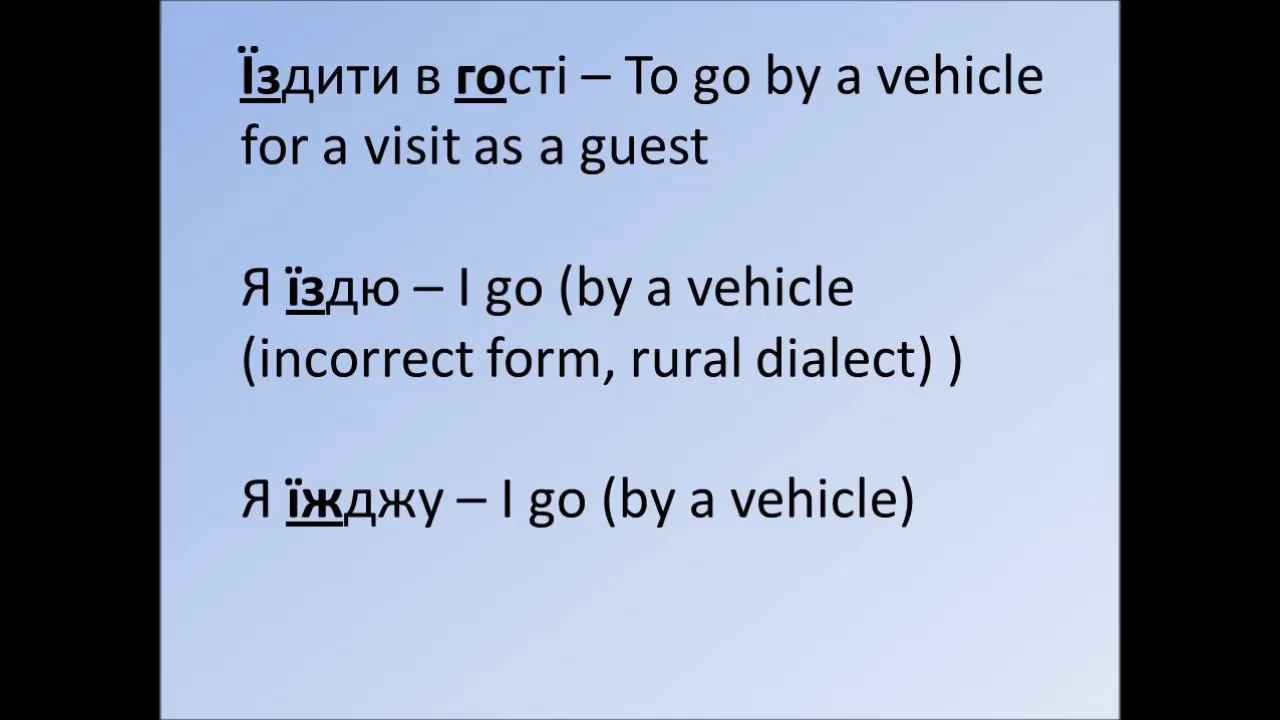 Їздити в гості – To go by a vehicle
for a visit as a guest
Я їздю – I go (by a vehicle
(incorrect form, rural dialect) )
Я їжджу – I go (by a vehicle)